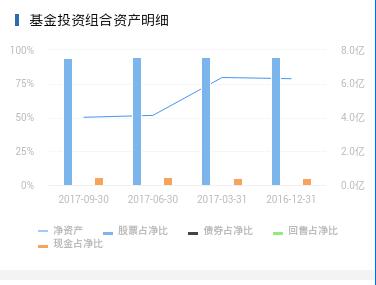 基金投资组合资产明细
100% 8.0亿
75% 6.0亿
50% 4.0亿
25% 2.0亿
0% 0.0亿
2017-09-30 2017-06-30 2017-03-31 2016-12-31
净资产 股票占净比 债券占净比 回售占净比
现金占净比